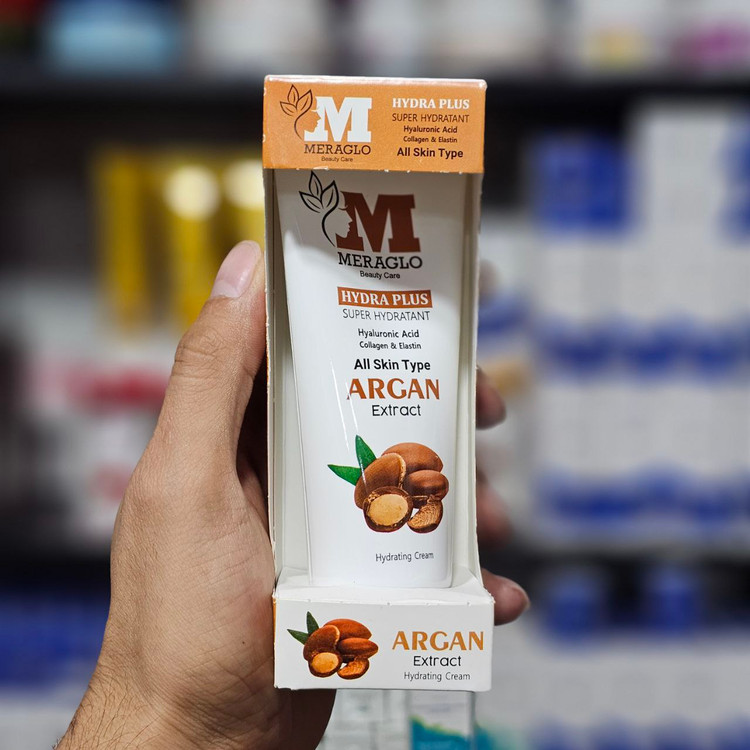 M
MERAGLO
Beauty Care
HYDRA PLUS
SUPER HYDRATANT
Hyaluronic Acid
Collagen & Elastin
All Skin Type
M
MERAGLO
Beauty Care
HYDRA PLUS
SUPER HYDRATANT
Hyaluronic Acid
Collagen & Elastin
All Skin Type
ARGAN
Extract
Hydrating Cream
ARGAN
Extract
Hydrating Cream